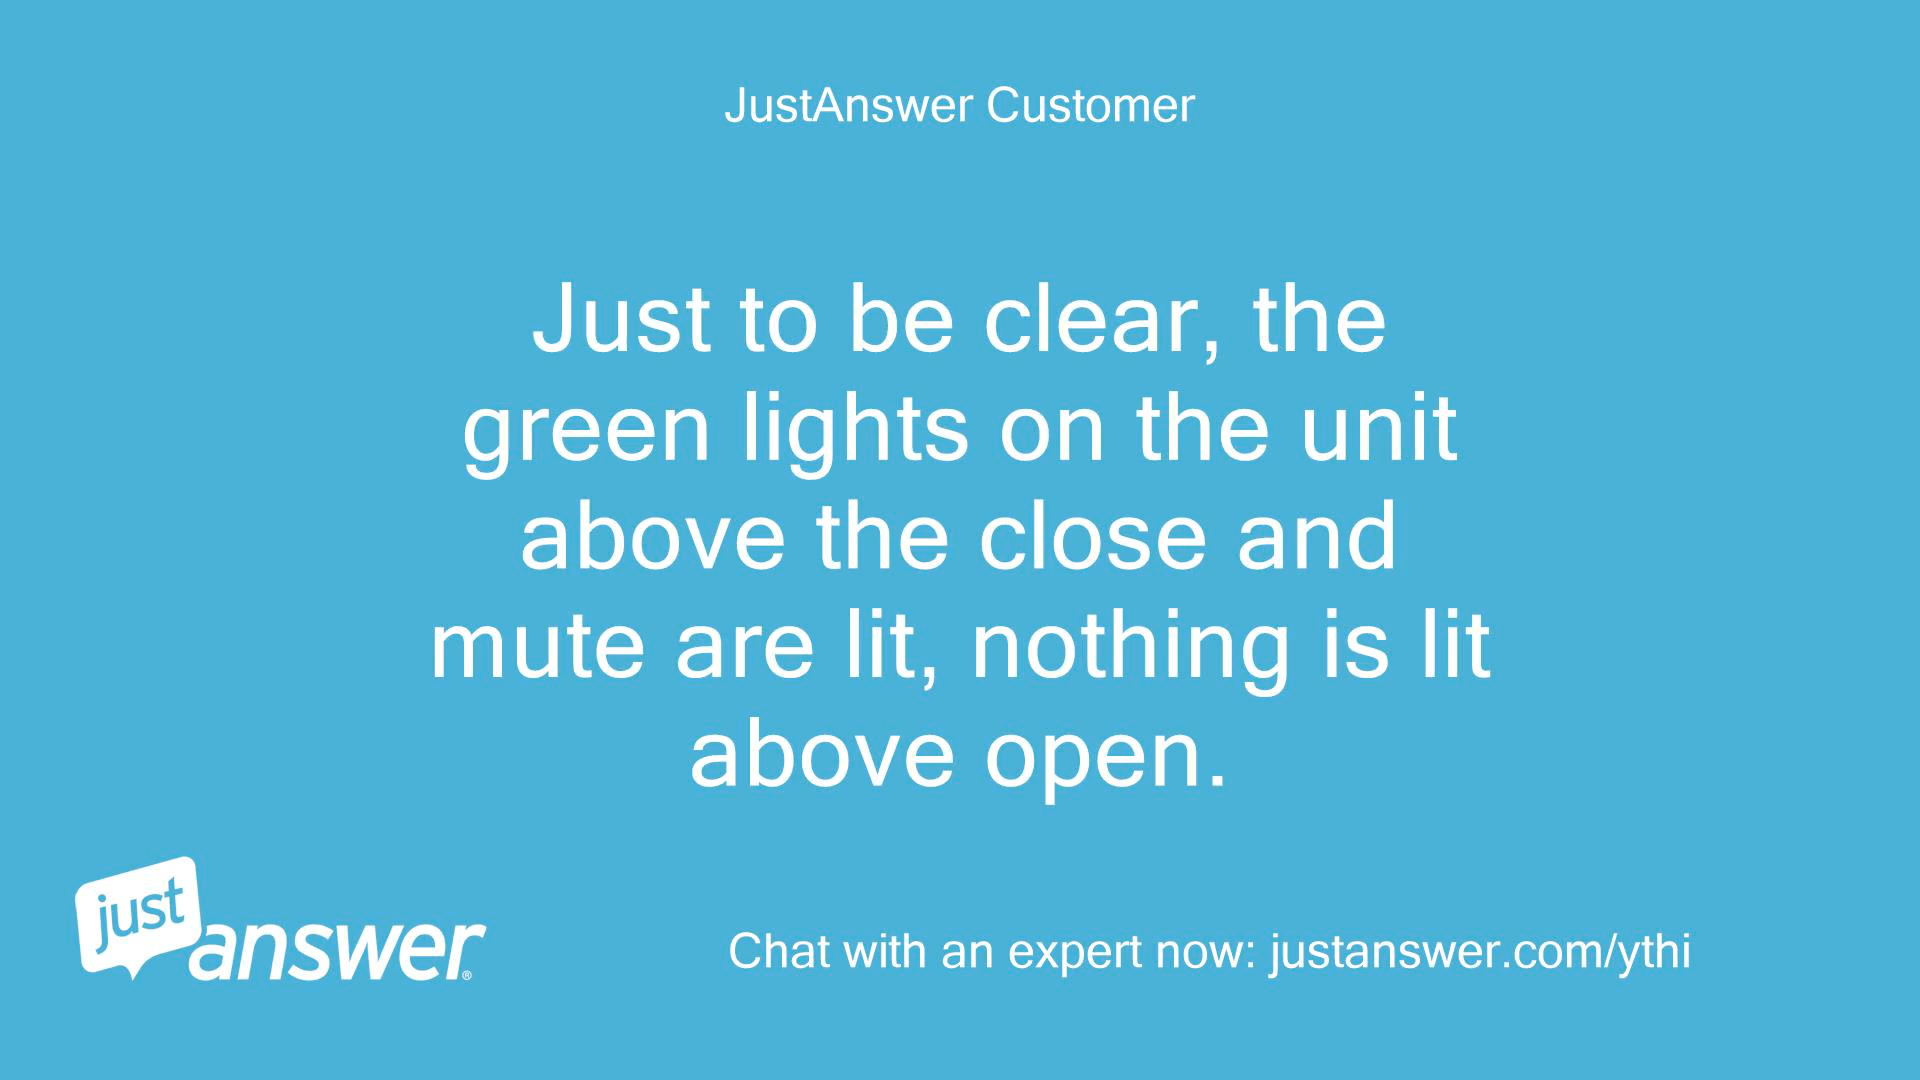 JustAnswer Customer
Just to be clear, the
green lights on the unit
above the close and
mute are lit, nothing is lit
above open.
just
answer®
Chat with an expert now: justanswer.com/ythi